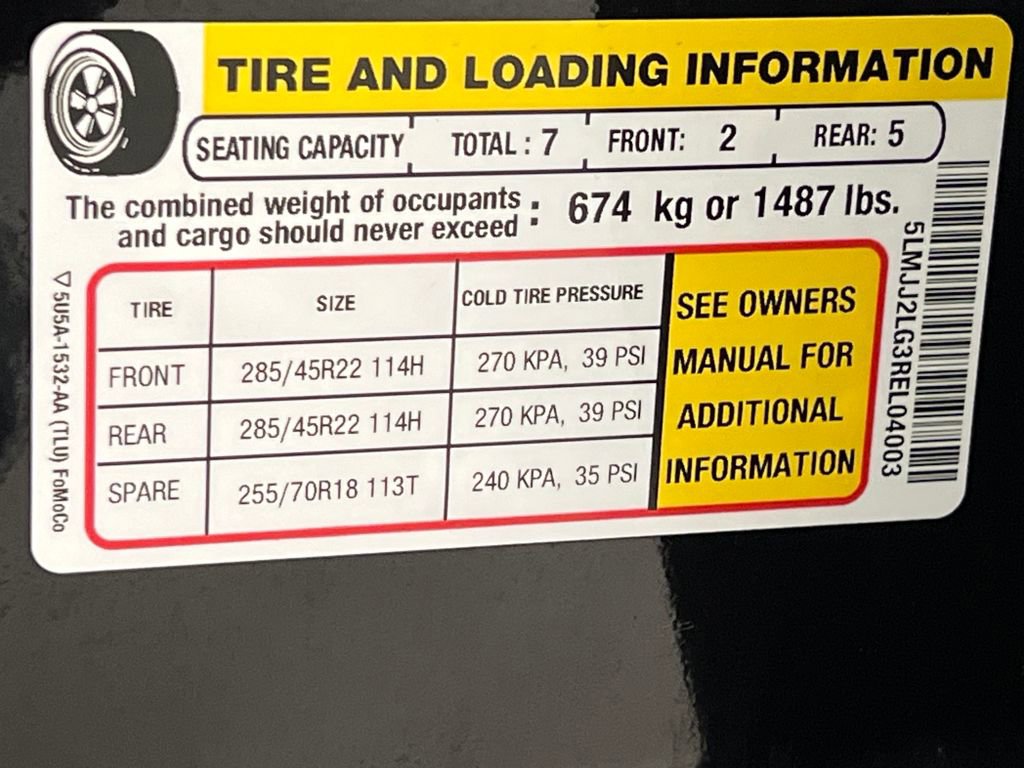 TIRE AND LOADING INFORMATION
SEATING CAPACITY TOTAL : 7 FRONT: 2 REAR: 5
The combined weight of occupants
and cargo should never exceed : 674 kg or 1487 lbs.
TIRE SIZE COLD TIRE PRESSURE
FRONT 285/45R22 114H 270 KPA, 39 PSI
REAR 285/45R22 114H 270 KPA, 39 PSI
SPARE 255/70R18 113T 240 KPA, 35 PSI
SEE OWNERS
MANUAL FOR
ADDITIONAL
INFORMATION
5LMJJ2LG3REL04003
▽ 5U5A-1532-AA (TLU) FoMoCo